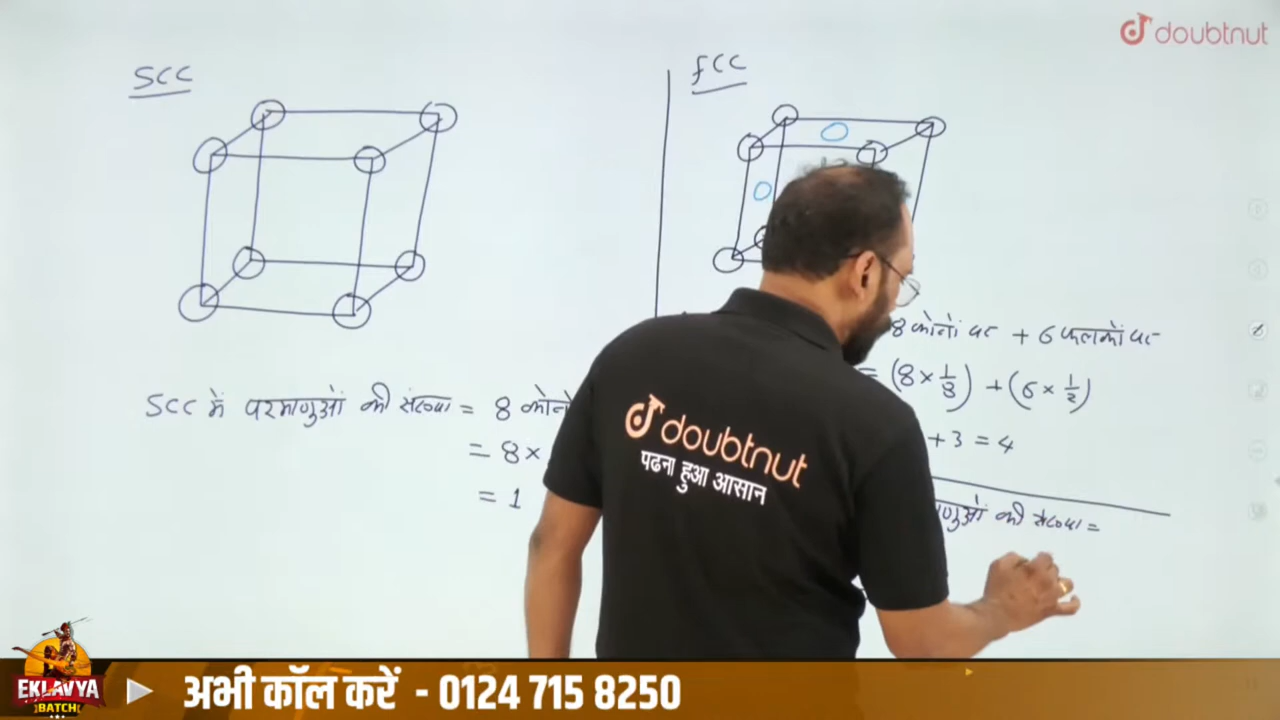 doubtnut
SCC
FCC
8 कोनों पर + 6 फलकों पर
= (8 × 1/8) + (6 × 1/2)
+ 3 = 4
SCC में परमाणुओं की संख्या = 8 कोनो
= 8 ×
= 1
की संख्या =
doubtnut
पढना हुआ आसान
EKLAVYA
BATCH
अभी कॉल करें - 0124 715 8250